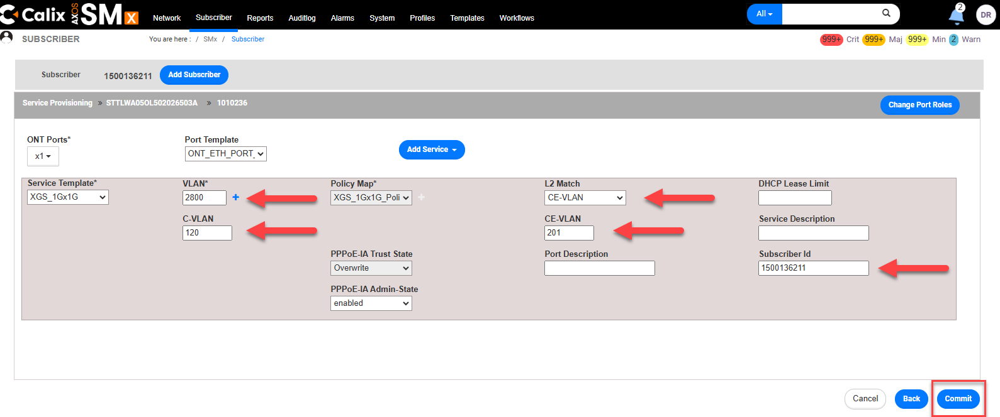 Calix AXOS SMx Network Subscriber Reports Auditlog Alarms System Profiles Templates Workflows All 2 DR
SUBSCRIBER You are here : / SMx / Subscriber 999+ Crit 999+ Maj 999+ Min 2 Warn
Subscriber 1500136211 Add Subscriber
Service Provisioning » STTLWA05OL502026503A » 1010236 Change Port Roles
ONT Ports* Port Template
x1 ONT_ETH_PORT_ Add Service
Service Template* VLAN* Policy Map* L2 Match DHCP Lease Limit
XGS_1Gx1G 2800 + XGS_1Gx1G_Poli + CE-VLAN
C-VLAN CE-VLAN Service Description
120 201
PPPoE-IA Trust State Port Description Subscriber Id
Overwrite 1500136211
PPPoE-IA Admin-State
enabled
Cancel Back Commit